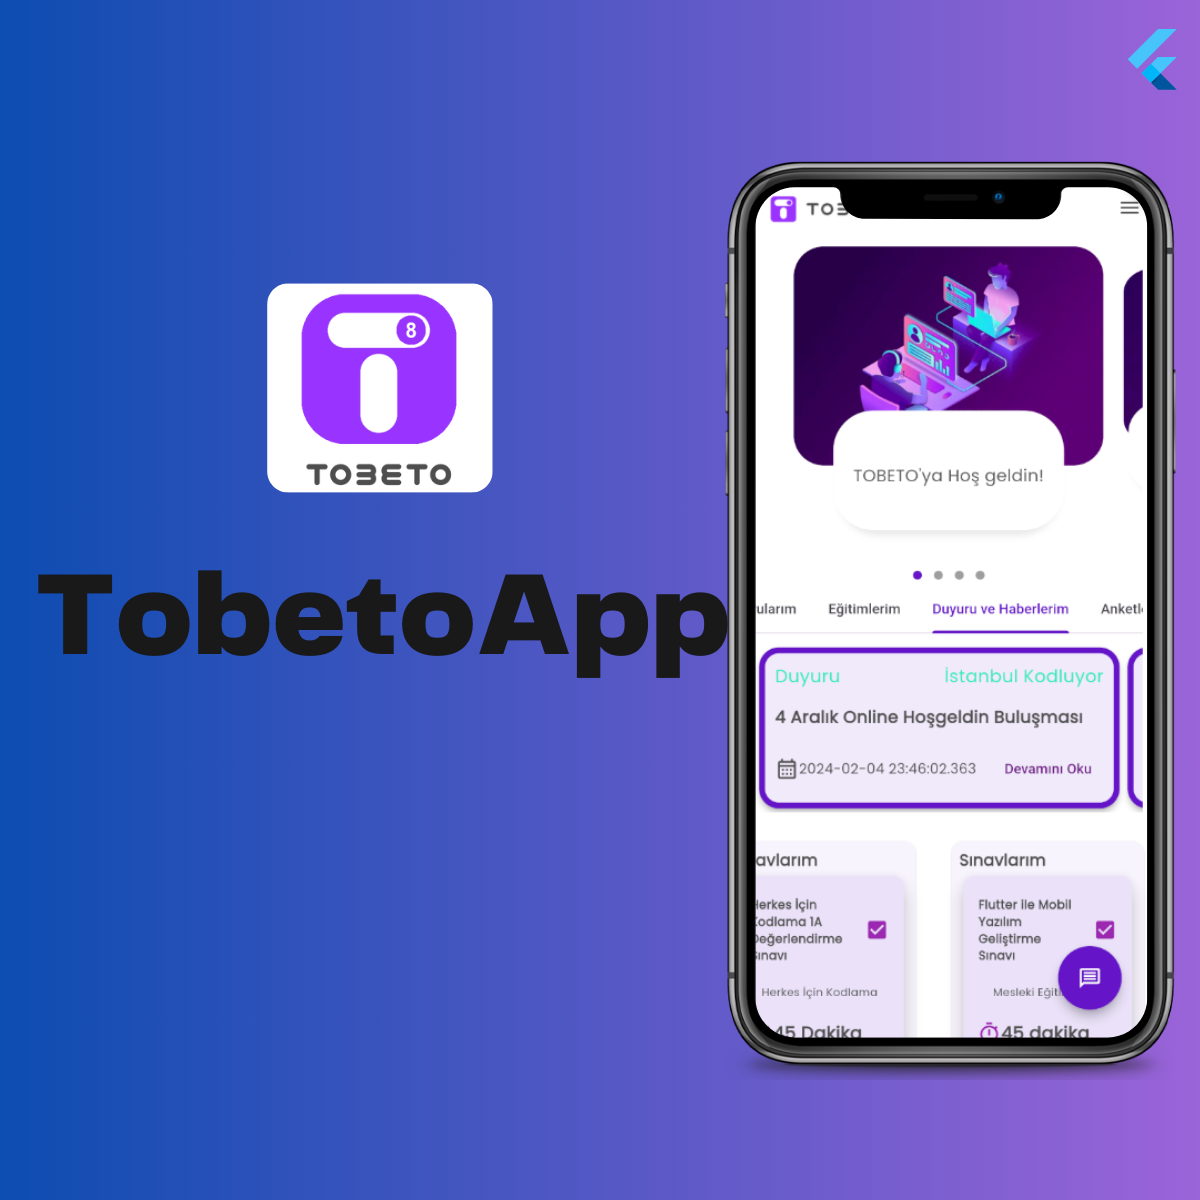 8
TOBETO
TobetoApp
TOBE
TOBETO'ya Hoş geldin!
ularım Eğitimlerim Duyuru ve Haberlerim Anketl
Duyuru İstanbul Kodluyor
4 Aralık Online Hoşgeldin Buluşması
2024-02-04 23:46:02.363 Devamını Oku
avlarım
Herkes İçin
Kodlama 1A
Değerlendirme
Sınavı
Herkes İçin Kodlama
45 Dakika
Sınavlarım
Flutter Ile Mobil
Yazılım
Geliştirme
Sınavı
Mesleki Eğiti
45 dakika